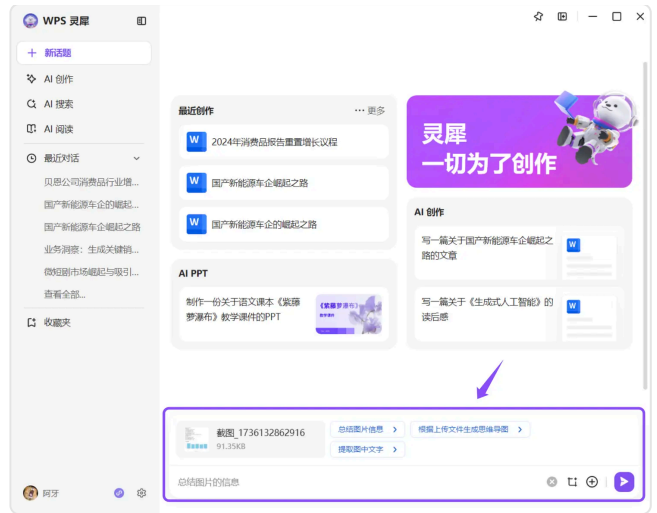 WPS 灵犀
新话题
AI 创作
AI 搜索
AI 阅读
最近对话
贝恩公司消费品行业增...
国产新能源车企的崛起...
国产新能源车企崛起之路
业务洞察：生成关键销...
微短剧市场崛起与吸引...
查看全部...
收藏夹
阿牙
最近创作
··· 更多
2024年消费品报告重置增长议程
国产新能源车企崛起之路
国产新能源车企的崛起之路
灵犀
一切为了创作
AI PPT
制作一份关于语文课本《紫藤
萝瀑布》教学课件的PPT
《紫藤萝瀑布》
教学课件
AI 创作
写一篇关于国产新能源车企崛起之
路的文章
写一篇关于《生成式人工智能》的
读后感
截图_1736132862916
91.35KB
总结图片信息
根据上传文件生成思维导图
提取图中文字
总结图片的信息